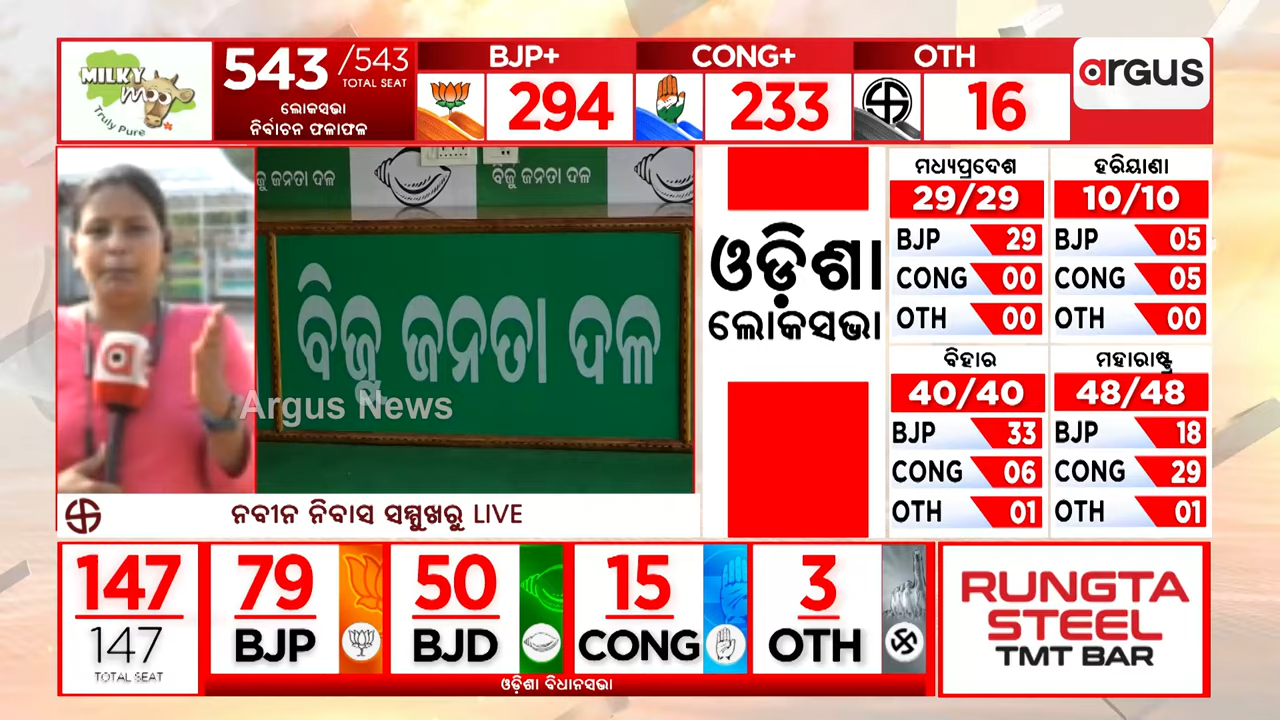 MILKY
moo
Truly Pure
543 /543
TOTAL SEAT
ଲୋକସଭା
ନିର୍ବାଚନ ଫଳାଫଳ
BJP+
294
CONG+
233
OTH
16
argus
ବିଜୁ ଜନତା ଦଳ
ବିଜୁ ଜନତା ଦଳ
ବିଜୁ ଜନତା ଦଳ
Argus News
ନବୀନ ନିବାସ ସମ୍ମୁଖରୁ LIVE
ଓଡ଼ିଶା
ଲୋକସଭା
ମଧ୍ୟପ୍ରଦେଶ
29/29
BJP 29
CONG 00
OTH 00
ହରିୟାଣା
10/10
BJP 05
CONG 05
OTH 00
ବିହାର
40/40
BJP 33
CONG 06
OTH 01
ମହାରାଷ୍ଟ୍ର
48/48
BJP 18
CONG 29
OTH 01
147
147
TOTAL SEAT
79
BJP
50
BJD
15
CONG
3
OTH
ଓଡ଼ିଶା ବିଧାନସଭା
RUNGTA
STEEL
TMT BAR